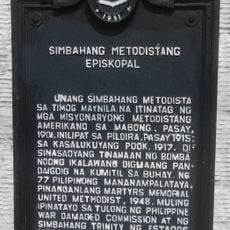 1991
SIMBAHANG METODISTANG
EPISKOPAL
UNANG SIMBAHANG METODISTA
SA TIMOG MAYNILA NA ITINATAG NG
MGA MISYONARYONG METODISTANG
AMERIKANO SA MABONG, PASAY,
1901. INILIPAT SA PILDIRA, PASAY, 1915;
SA KASALUKUYANG POOK, 1917. DI
SINASADYANG TINAMAAN NG BOMBA
NOONG IKALAWANG DIGMAANG PAN-
DAIGDIG NA KUMITIL SA BUHAY NG
77 PILIPINONG MANANAMPALATAYA.
PINANGANLANG MARTYRS MEMORIAL
UNITED METHODIST, 1948. MULING
IPINATAYO SA TULONG NG PHILIPPINE
WAR DAMAGED COMMISSION AT NG
SIMBAHANG TRINITY NG ESTADOS